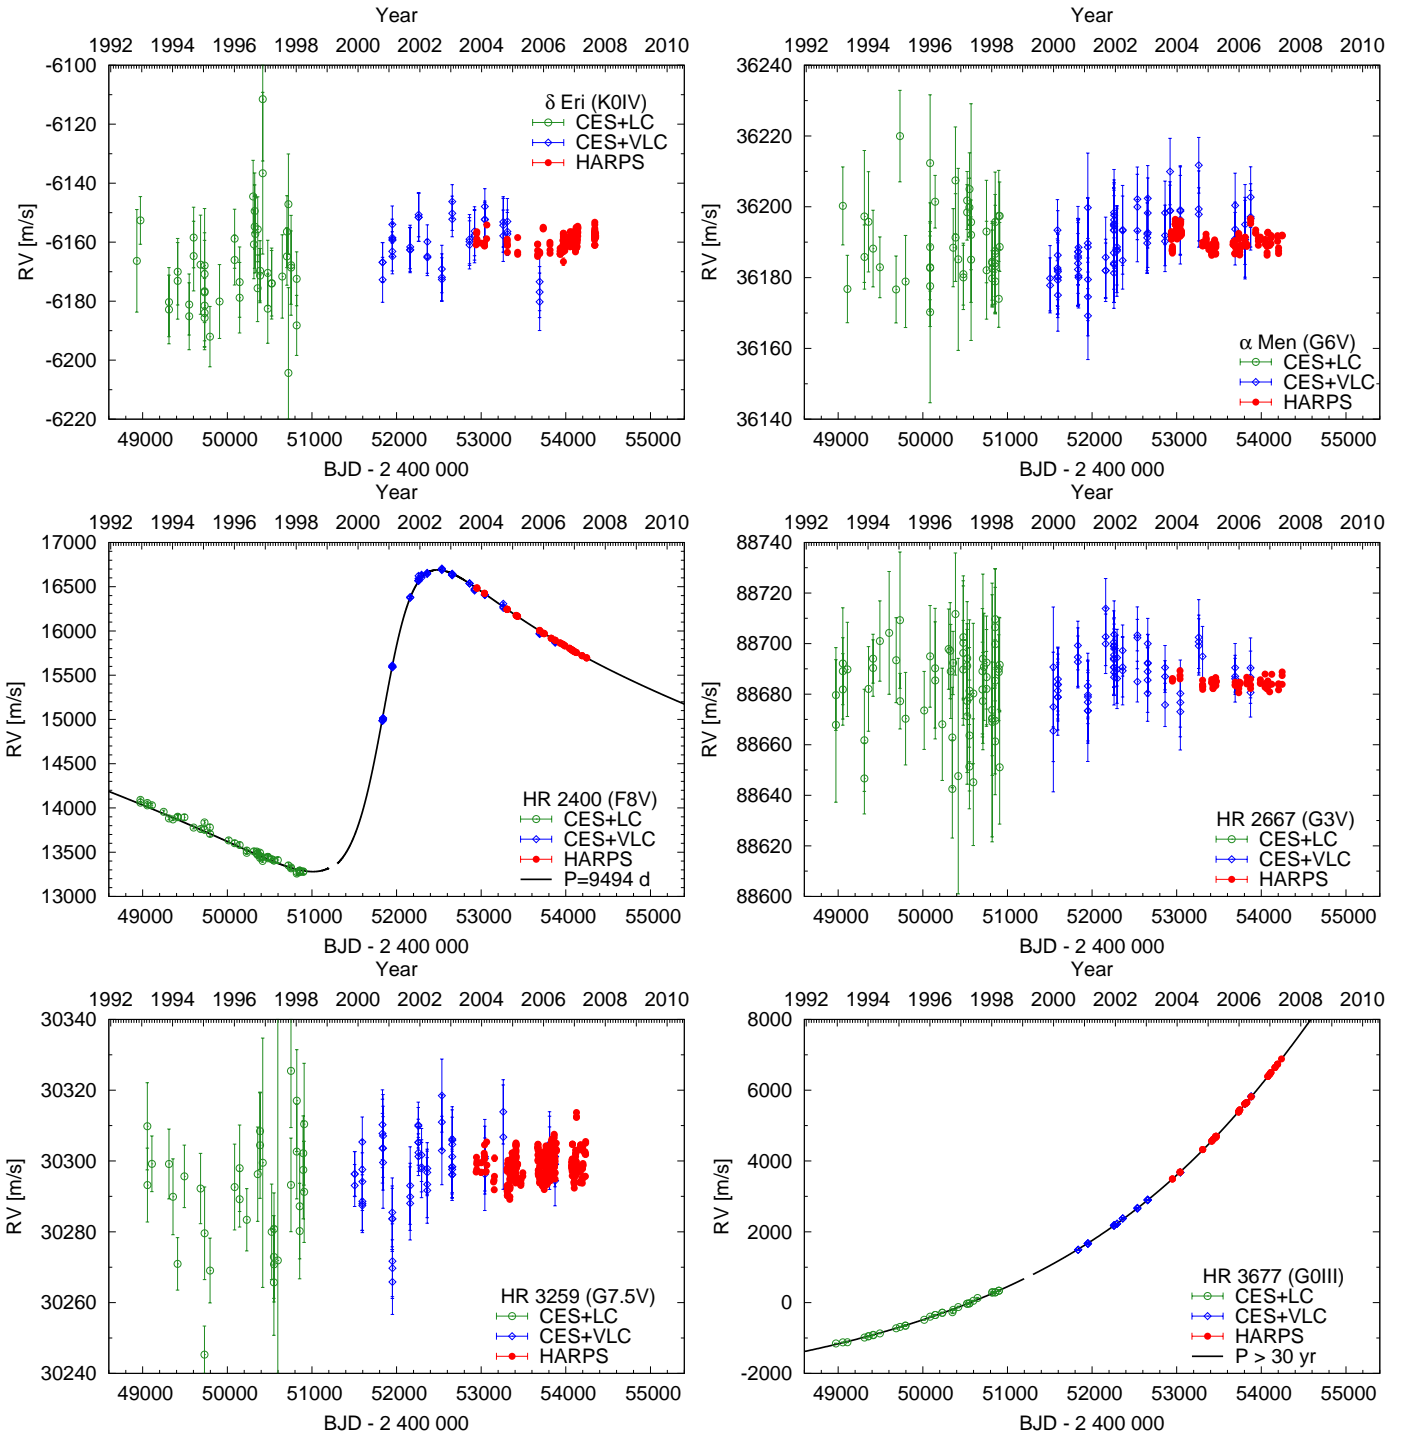 Year
1992 1994 1996 1998 2000 2002 2004 2006 2008 2010
-6100
-6120
-6140
-6160
-6180
-6200
-6220
RV [m/s]
δ Eri (K0IV)
CES+LC
CES+VLC
HARPS
49000 50000 51000 52000 53000 54000 55000
BJD - 2 400 000
Year
1992 1994 1996 1998 2000 2002 2004 2006 2008 2010
36240
36220
36200
36180
36160
36140
RV [m/s]
α Men (G6V)
CES+LC
CES+VLC
HARPS
49000 50000 51000 52000 53000 54000 55000
BJD - 2 400 000
Year
1992 1994 1996 1998 2000 2002 2004 2006 2008 2010
17000
16500
16000
15500
15000
14500
14000
13500
13000
RV [m/s]
HR 2400 (F8V)
CES+LC
CES+VLC
HARPS
P=9494 d
49000 50000 51000 52000 53000 54000 55000
BJD - 2 400 000
Year
1992 1994 1996 1998 2000 2002 2004 2006 2008 2010
88740
88720
88700
88680
88660
88640
88620
88600
RV [m/s]
HR 2667 (G3V)
CES+LC
CES+VLC
HARPS
49000 50000 51000 52000 53000 54000 55000
BJD - 2 400 000
Year
1992 1994 1996 1998 2000 2002 2004 2006 2008 2010
30340
30320
30300
30280
30260
30240
RV [m/s]
HR 3259 (G7.5V)
CES+LC
CES+VLC
HARPS
49000 50000 51000 52000 53000 54000 55000
BJD - 2 400 000
Year
1992 1994 1996 1998 2000 2002 2004 2006 2008 2010
8000
6000
4000
2000
0
-2000
RV [m/s]
HR 3677 (G0III)
CES+LC
CES+VLC
HARPS
P > 30 yr
49000 50000 51000 52000 53000 54000 55000
BJD - 2 400 000